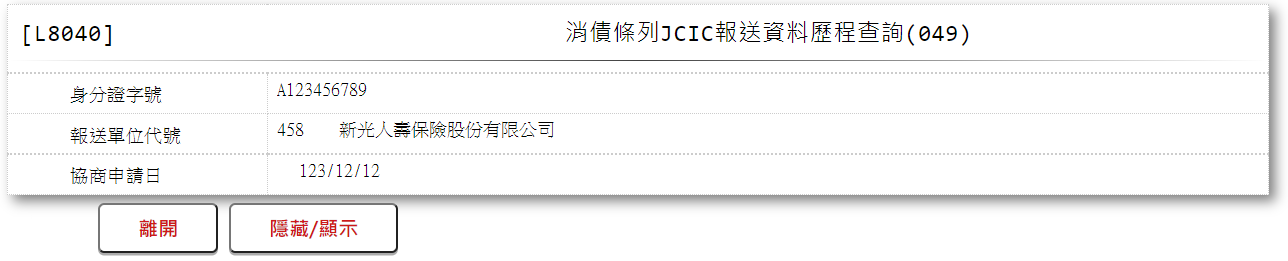 [L8040] 消債條列JCIC報送資料歷程查詢(049)
身分證字號 A123456789
報送單位代號 458 新光人壽保險股份有限公司
協商申請日 123/12/12
離開 隱藏/顯示